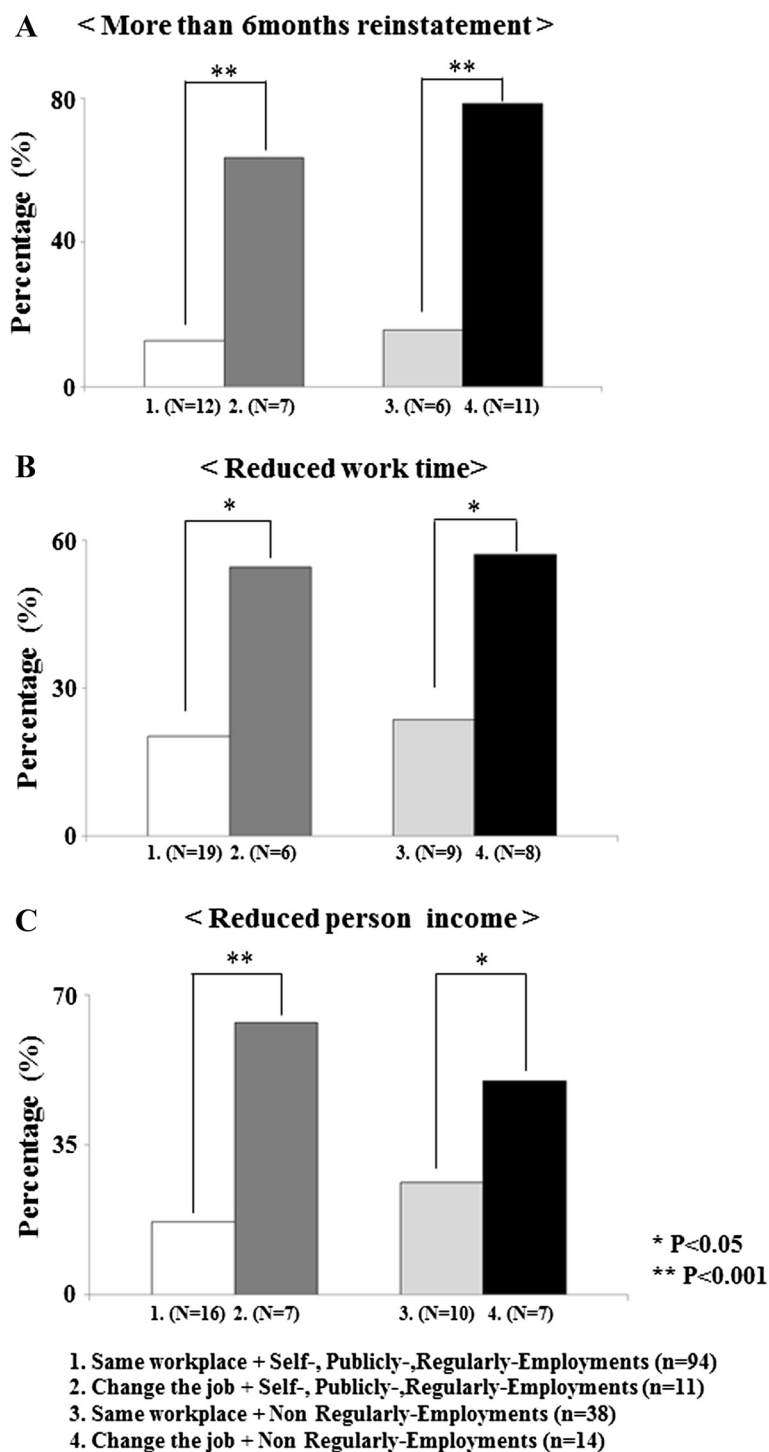 A < More than 6months reinstatement >
** **
80
40
0
Percentage (%)
1. (N=12) 2. (N=7) 3. (N=6) 4. (N=11)
B < Reduced work time>
* *
60
30
0
Percentage (%)
1. (N=19) 2. (N=6) 3. (N=9) 4. (N=8)
C < Reduced person income >
** *
70
35
0
Percentage (%)
1. (N=16) 2. (N=7) 3. (N=10) 4. (N=7)
* P<0.05
** P<0.001
1. Same workplace + Self-, Publicly-,Regularly-Employments (n=94)
2. Change the job + Self-, Publicly-,Regularly-Employments (n=11)
3. Same workplace + Non Regularly-Employments (n=38)
4. Change the job + Non Regularly-Employments (n=14)